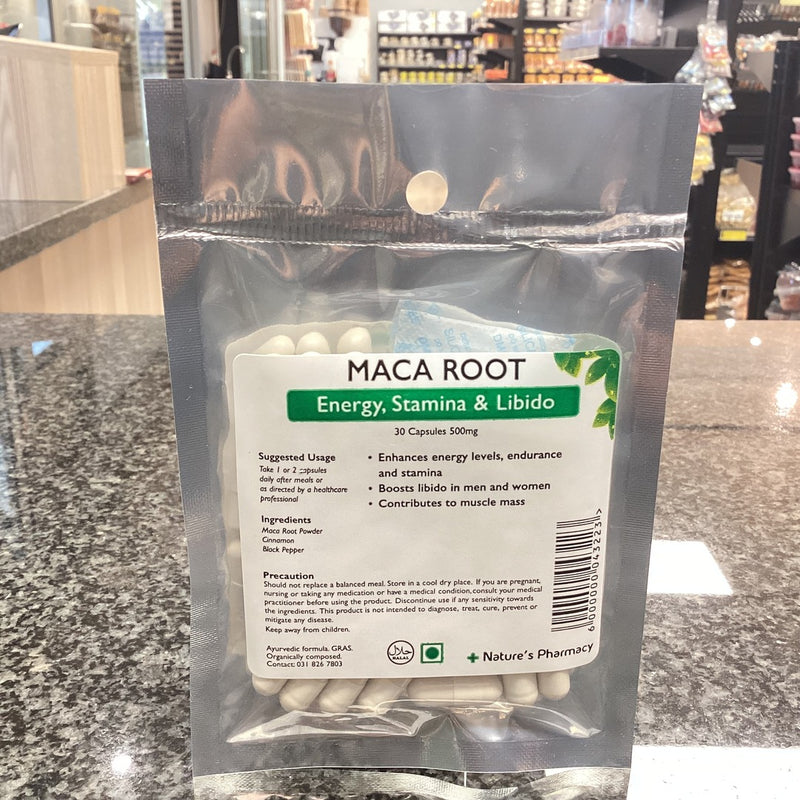 MACA ROOT
Energy, Stamina & Libido
30 Capsules 500mg
Suggested Usage
Take 1 or 2 capsules
daily after meals or
as directed by a healthcare
professional
• Enhances energy levels, endurance
and stamina
• Boosts libido in men and women
• Contributes to muscle mass
Ingredients
Maca Root Powder
Cinnamon
Black Pepper
Precaution
Should not replace a balanced meal. Store in a cool dry place. If you are pregnant,
nursing or taking any medication or have a medical condition,consult your medical
practitioner before using the product. Discontinue use if any sensitivity towards
the ingredients. This product is not intended to diagnose, treat, cure, prevent or
mitigate any disease.
Keep away from children.
Ayurvedic formula. GRAS.
Organically composed.
Contact: 031 826 7803
حلال
HALAL
Nature's Pharmacy
6 000000 043223 >